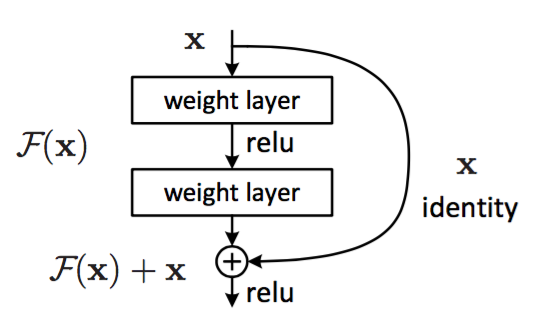 x
weight layer
relu
F(x)
x
weight layer
identity
F(x) + x
relu